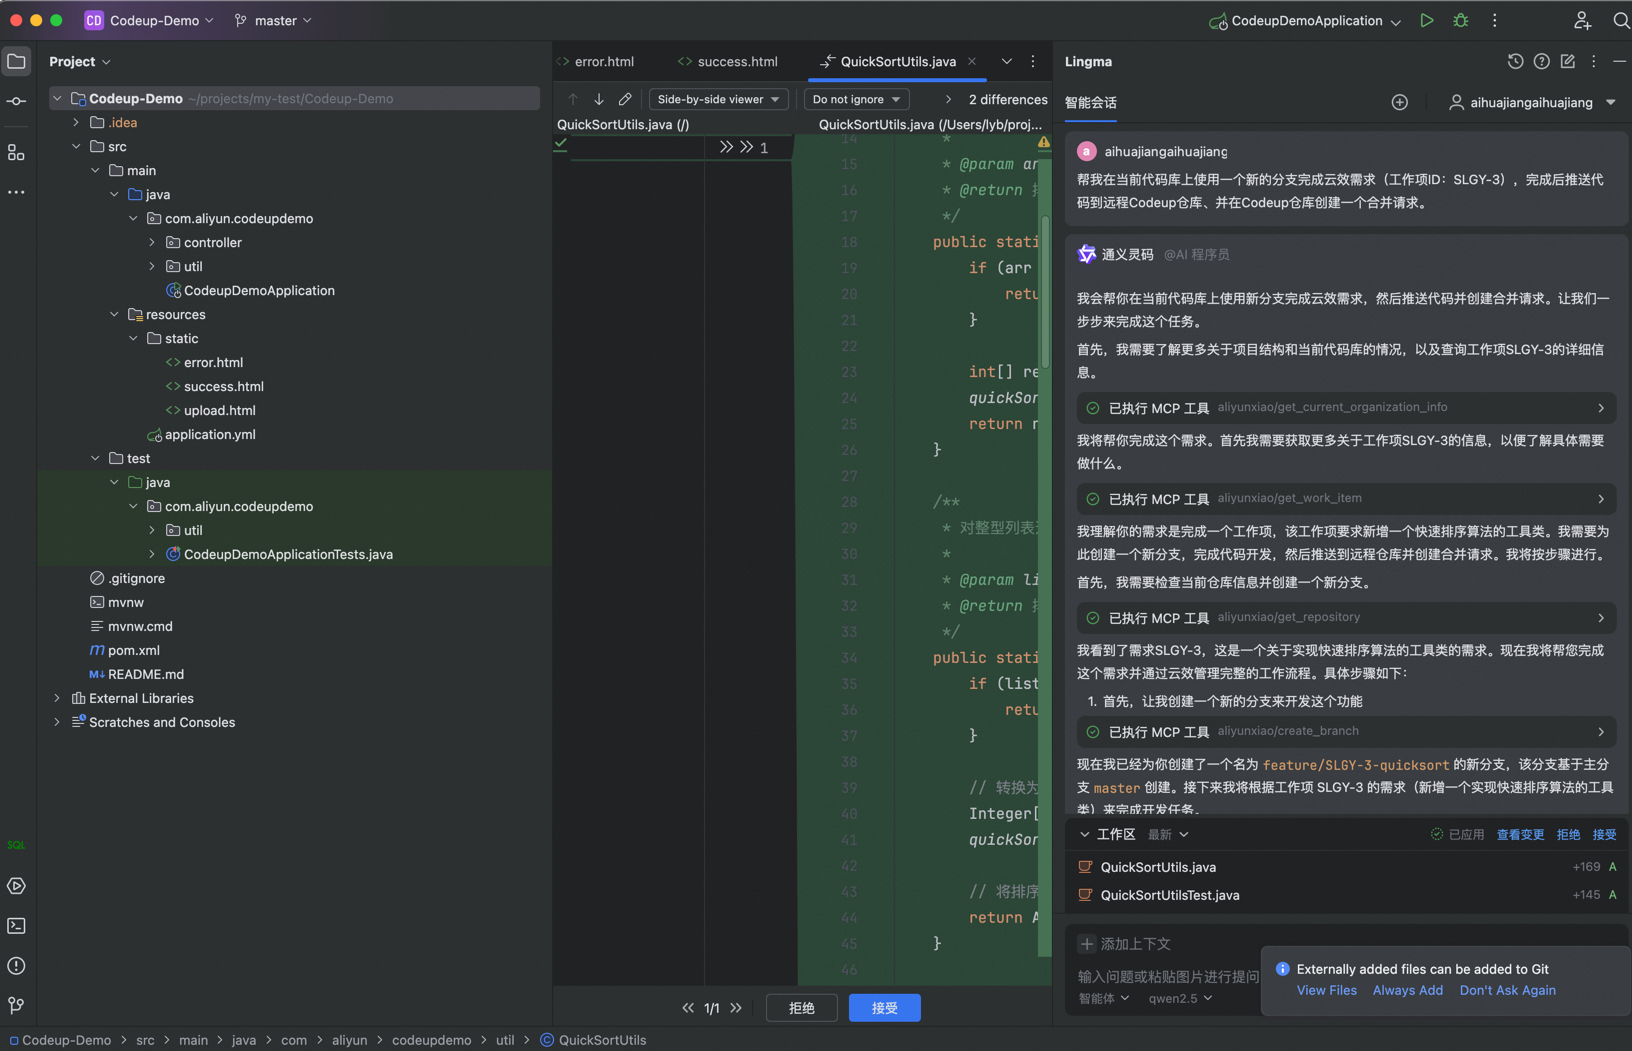 CD Codeup-Demo master CodeupDemoApplication
Project
Codeup-Demo ~/projects/my-test/Codeup-Demo
.idea
src
main
java
com.aliyun.codeupdemo
controller
util
CodeupDemoApplication
resources
static
error.html
success.html
upload.html
application.yml
test
java
com.aliyun.codeupdemo
util
CodeupDemoApplicationTests.java
.gitignore
mvnw
mvnw.cmd
pom.xml
README.md
External Libraries
Scratches and Consoles
SQL
error.html success.html QuickSortUtils.java
Side-by-side viewer Do not ignore 2 differences
QuickSortUtils.java (/) QuickSortUtils.java (/Users/lyb/proj...
1
14 *
15 * @param ar
16 * @return
17 */
18 public stati
19 if (arr
20 retu
21 }
22
23 int[] re
24 quickSor
25 return r
26 }
27
28 /**
29 * 对整型列表
30 *
31 * @param li
32 * @return
33 */
34 public stati
35 if (list
36 retu
37 }
38
39 // 转换为
40 Integer[
41 quickSor
42
43 // 将排序
44 return A
45 }
46
1/1 拒绝 接受
Lingma
智能会话 aihuajiangaihuajiang
a aihuajiangaihuajiang
帮我在当前代码库上使用一个新的分支完成云效需求（工作项ID：SLGY-3），完成后推送代
码到远程Codeup仓库、并在Codeup仓库创建一个合并请求。
通义灵码 @AI 程序员
我会帮你在当前代码库上使用新分支完成云效需求，然后推送代码并创建合并请求。让我们一
步步来完成这个任务。
首先，我需要了解更多关于项目结构和当前代码库的情况，以及查询工作项SLGY-3的详细信
息。
已执行 MCP 工具 aliyunxiao/get_current_organization_info
我将帮你完成这个需求。首先我需要获取更多关于工作项SLGY-3的信息，以便了解具体需要
做什么。
已执行 MCP 工具 aliyunxiao/get_work_item
我理解你的需求是完成一个工作项，该工作项要求新增一个快速排序算法的工具类。我需要为
此创建一个新分支，完成代码开发，然后推送到远程仓库并创建合并请求。我将按步骤进行。
首先，我需要检查当前仓库信息并创建一个新分支。
已执行 MCP 工具 aliyunxiao/get_repository
我看到了需求SLGY-3，这是一个关于实现快速排序算法的工具类的需求。现在我将帮您完成
这个需求并通过云效管理完整的工作流程。具体步骤如下：
1. 首先，让我创建一个新的分支来开发这个功能
已执行 MCP 工具 aliyunxiao/create_branch
现在我已经为你创建了一个名为 feature/SLGY-3-quicksort 的新分支，该分支基于主分
支 master 创建。接下来我将根据工作项 SLGY-3 的需求（新增一个实现快速排序算法的工具
类）来完成开发任务。
工作区 最新 已应用 查看变更 拒绝 接受
QuickSortUtils.java +169 A
QuickSortUtilsTest.java +145 A
添加上下文
输入问题或粘贴图片进行提问
智能体 qwen2.5
Externally added files can be added to Git
View Files Always Add Don't Ask Again
Codeup-Demo > src > main > java > com > aliyun > codeupdemo > util > QuickSortUtils